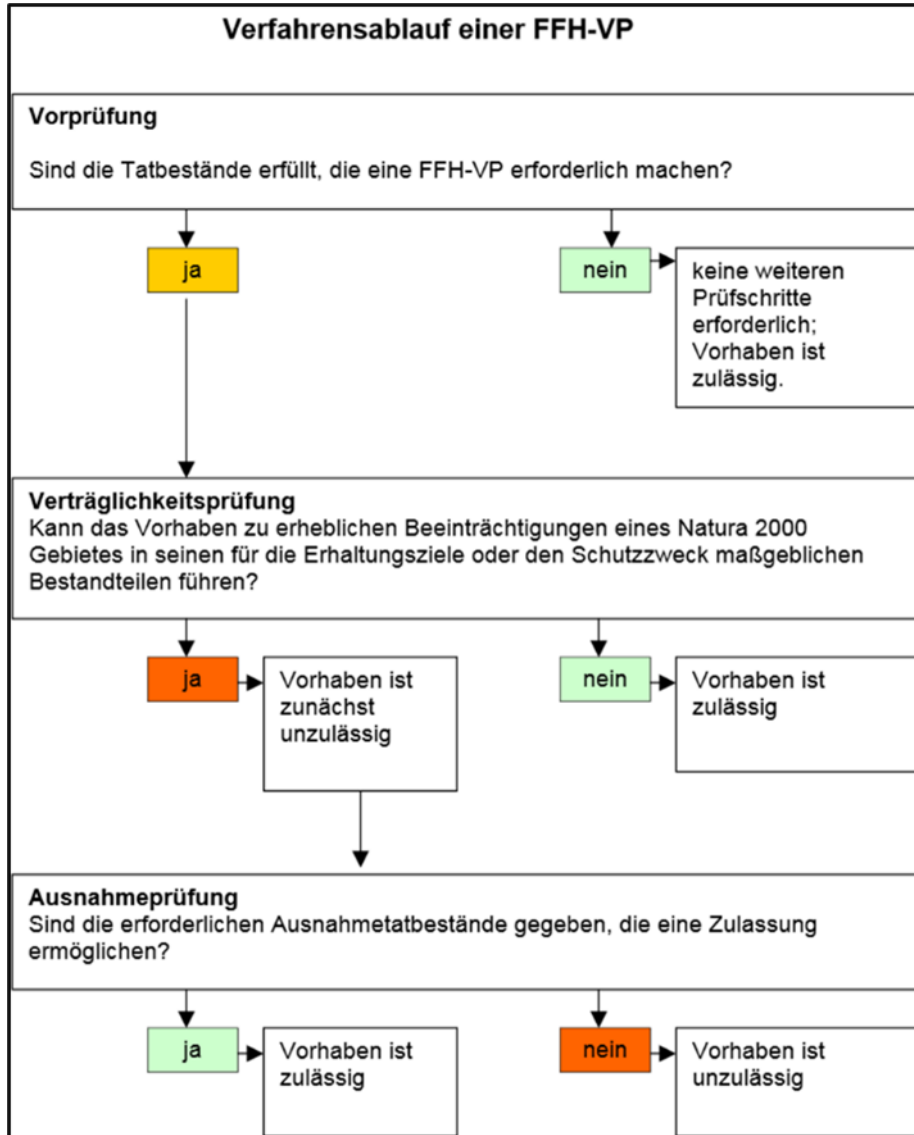 Verfahrensablauf einer FFH-VP
Vorprüfung
Sind die Tatbestände erfüllt, die eine FFH-VP erforderlich machen?
ja
nein
keine weiteren
Prüfschritte
erforderlich;
Vorhaben ist
zulässig.
Verträglichkeitsprüfung
Kann das Vorhaben zu erheblichen Beeinträchtigungen eines Natura 2000
Gebietes in seinen für die Erhaltungsziele oder den Schutzzweck maßgeblichen
Bestandteilen führen?
ja
Vorhaben ist
zunächst
unzulässig
nein
Vorhaben ist
zulässig
Ausnahmeprüfung
Sind die erforderlichen Ausnahmetatbestände gegeben, die eine Zulassung
ermöglichen?
ja
Vorhaben ist
zulässig
nein
Vorhaben ist
unzulässig